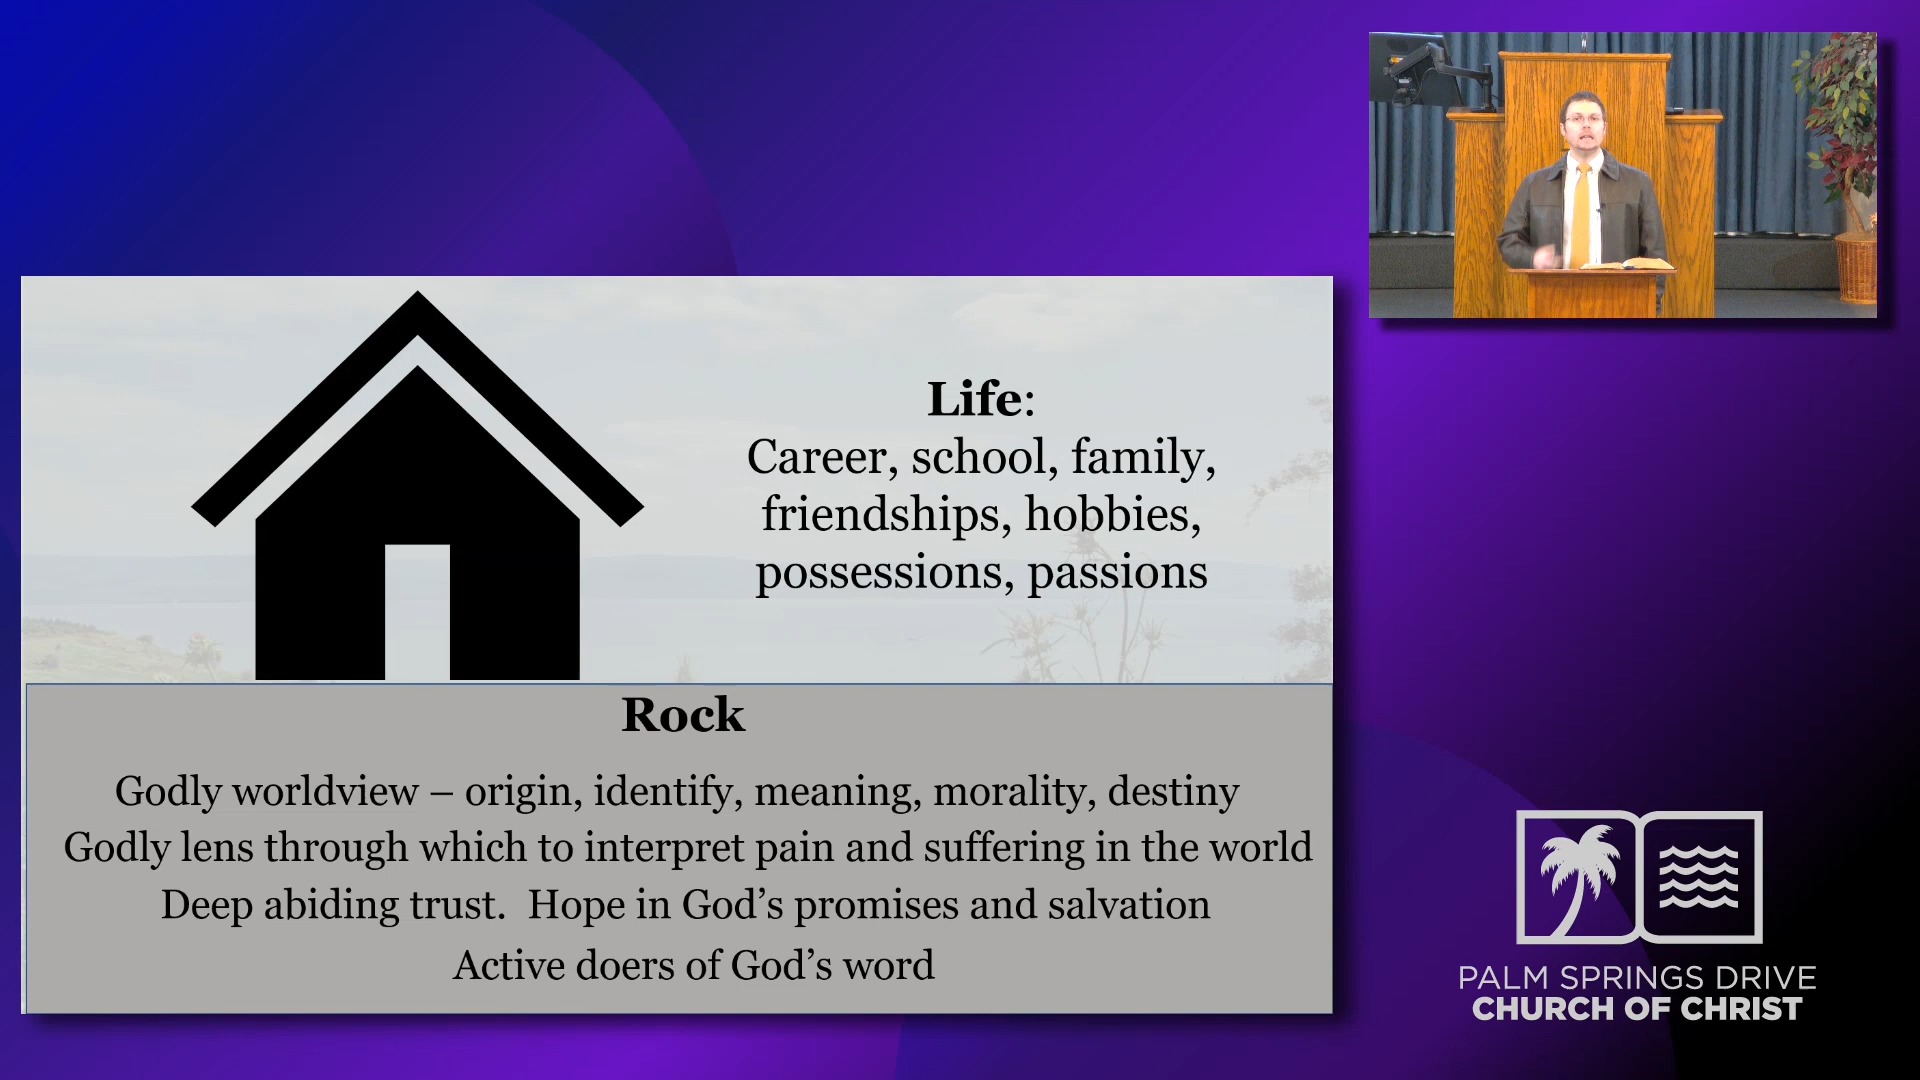 Life:
Career, school, family,
friendships, hobbies,
possessions, passions
Rock
Godly worldview – origin, identify, meaning, morality, destiny
Godly lens through which to interpret pain and suffering in the world
Deep abiding trust.  Hope in God’s promises and salvation
Active doers of God’s word
PALM SPRINGS DRIVE
CHURCH OF CHRIST